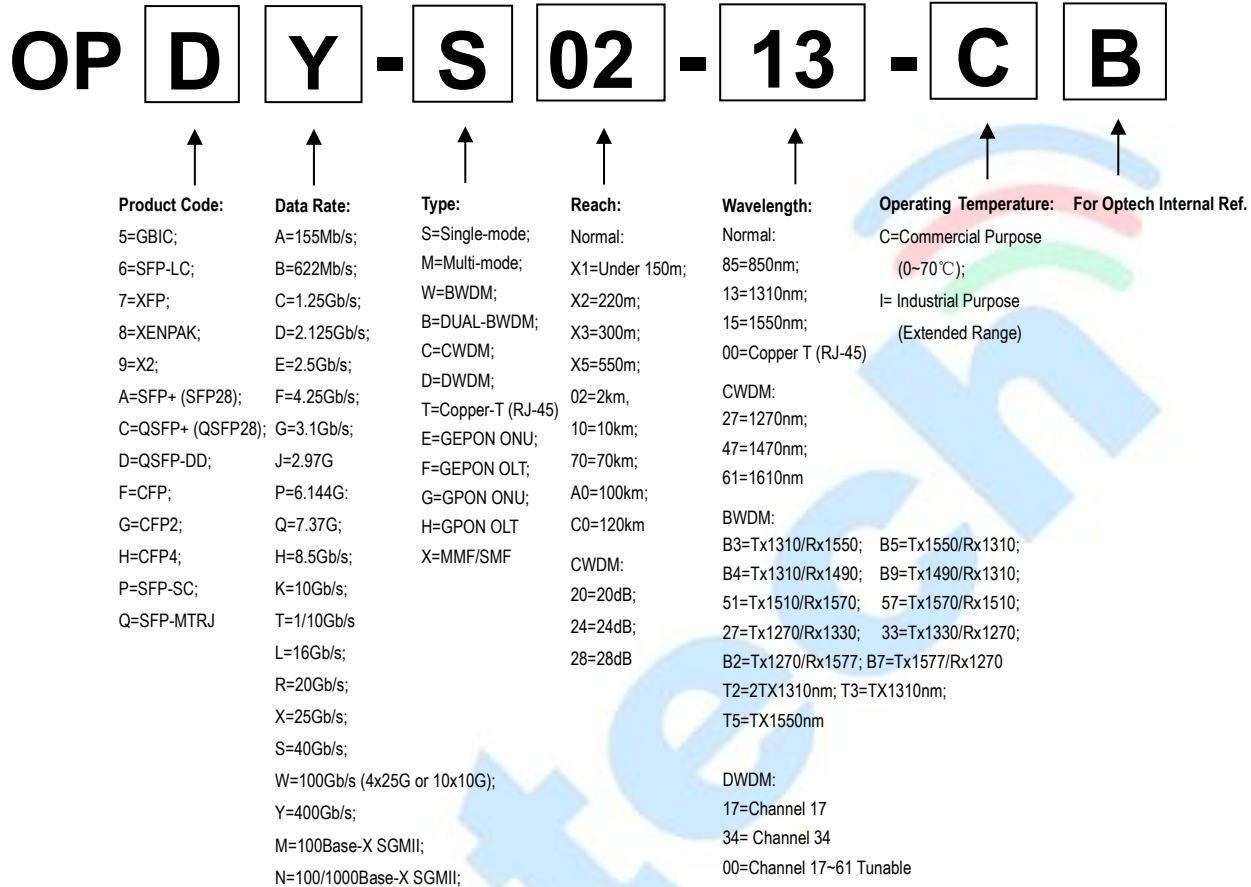 OP D Y - S 02 - 13 - C B
Product Code:
5=GBIC;
6=SFP-LC;
7=XFP;
8=XENPAK;
9=X2;
A=SFP+ (SFP28);
C=QSFP+ (QSFP28);
D=QSFP-DD;
F=CFP;
G=CFP2;
H=CFP4;
P=SFP-SC;
Q=SFP-MTRJ
Data Rate:
A=155Mb/s;
B=622Mb/s;
C=1.25Gb/s;
D=2.125Gb/s;
E=2.5Gb/s;
F=4.25Gb/s;
G=3.1Gb/s;
J=2.97G
P=6.144G:
Q=7.37G;
H=8.5Gb/s;
K=10Gb/s;
T=1/10Gb/s
L=16Gb/s;
R=20Gb/s;
X=25Gb/s;
S=40Gb/s;
W=100Gb/s (4x25G or 10x10G);
Y=400Gb/s;
M=100Base-X SGMII;
N=100/1000Base-X SGMII;
Type:
S=Single-mode;
M=Multi-mode;
W=BWDM;
B=DUAL-BWDM;
C=CWDM;
D=DWDM;
T=Copper-T (RJ-45)
E=GEPON ONU;
F=GEPON OLT;
G=GPON ONU;
H=GPON OLT
X=MMF/SMF
Reach:
Normal:
X1=Under 150m;
X2=220m;
X3=300m;
X5=550m;
02=2km,
10=10km;
70=70km;
A0=100km;
C0=120km
CWDM:
20=20dB;
24=24dB;
28=28dB
Wavelength:
Normal:
85=850nm;
13=1310nm;
15=1550nm;
00=Copper T (RJ-45)
CWDM:
27=1270nm;
47=1470nm;
61=1610nm
BWDM:
B3=Tx1310/Rx1550; B5=Tx1550/Rx1310;
B4=Tx1310/Rx1490; B9=Tx1490/Rx1310;
51=Tx1510/Rx1570; 57=Tx1570/Rx1510;
27=Tx1270/Rx1330; 33=Tx1330/Rx1270;
B2=Tx1270/Rx1577; B7=Tx1577/Rx1270
T2=2TX1310nm; T3=TX1310nm;
T5=TX1550nm
DWDM:
17=Channel 17
34= Channel 34
00=Channel 17~61 Tunable
Operating Temperature:
C=Commercial Purpose
(0~70℃);
I= Industrial Purpose
(Extended Range)
For Optech Internal Ref.
tech